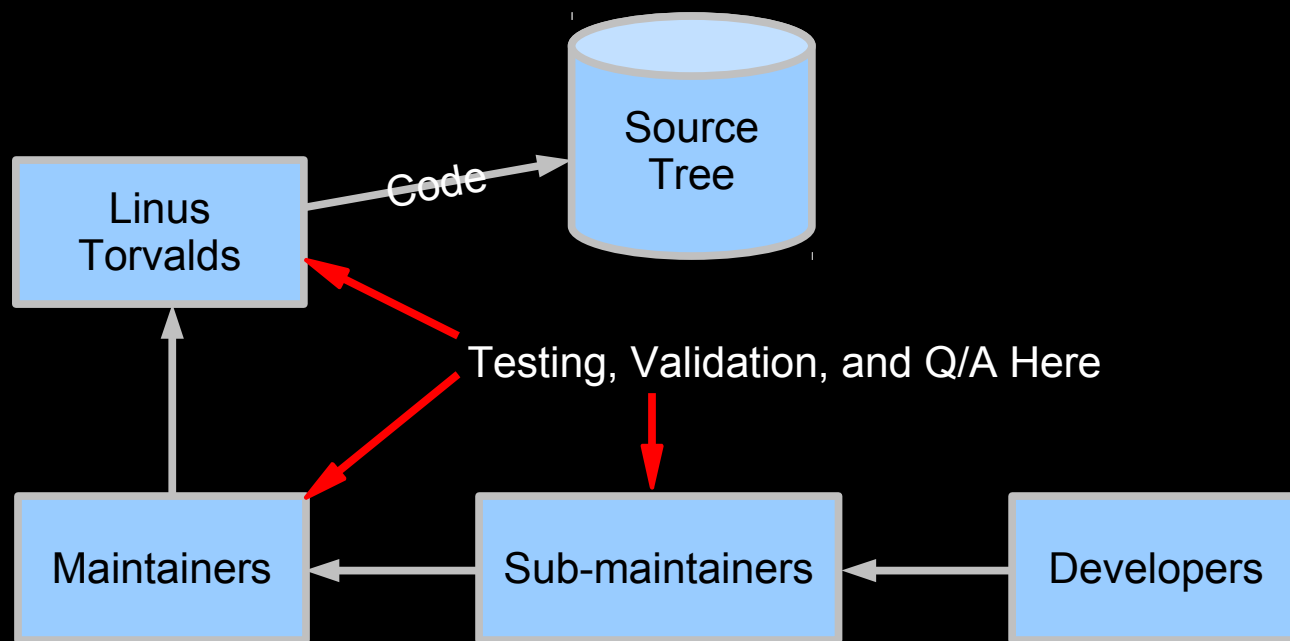 Source
Tree
Code
Linus
Torvalds
Testing, Validation, and Q/A Here
Maintainers
Sub-maintainers
Developers